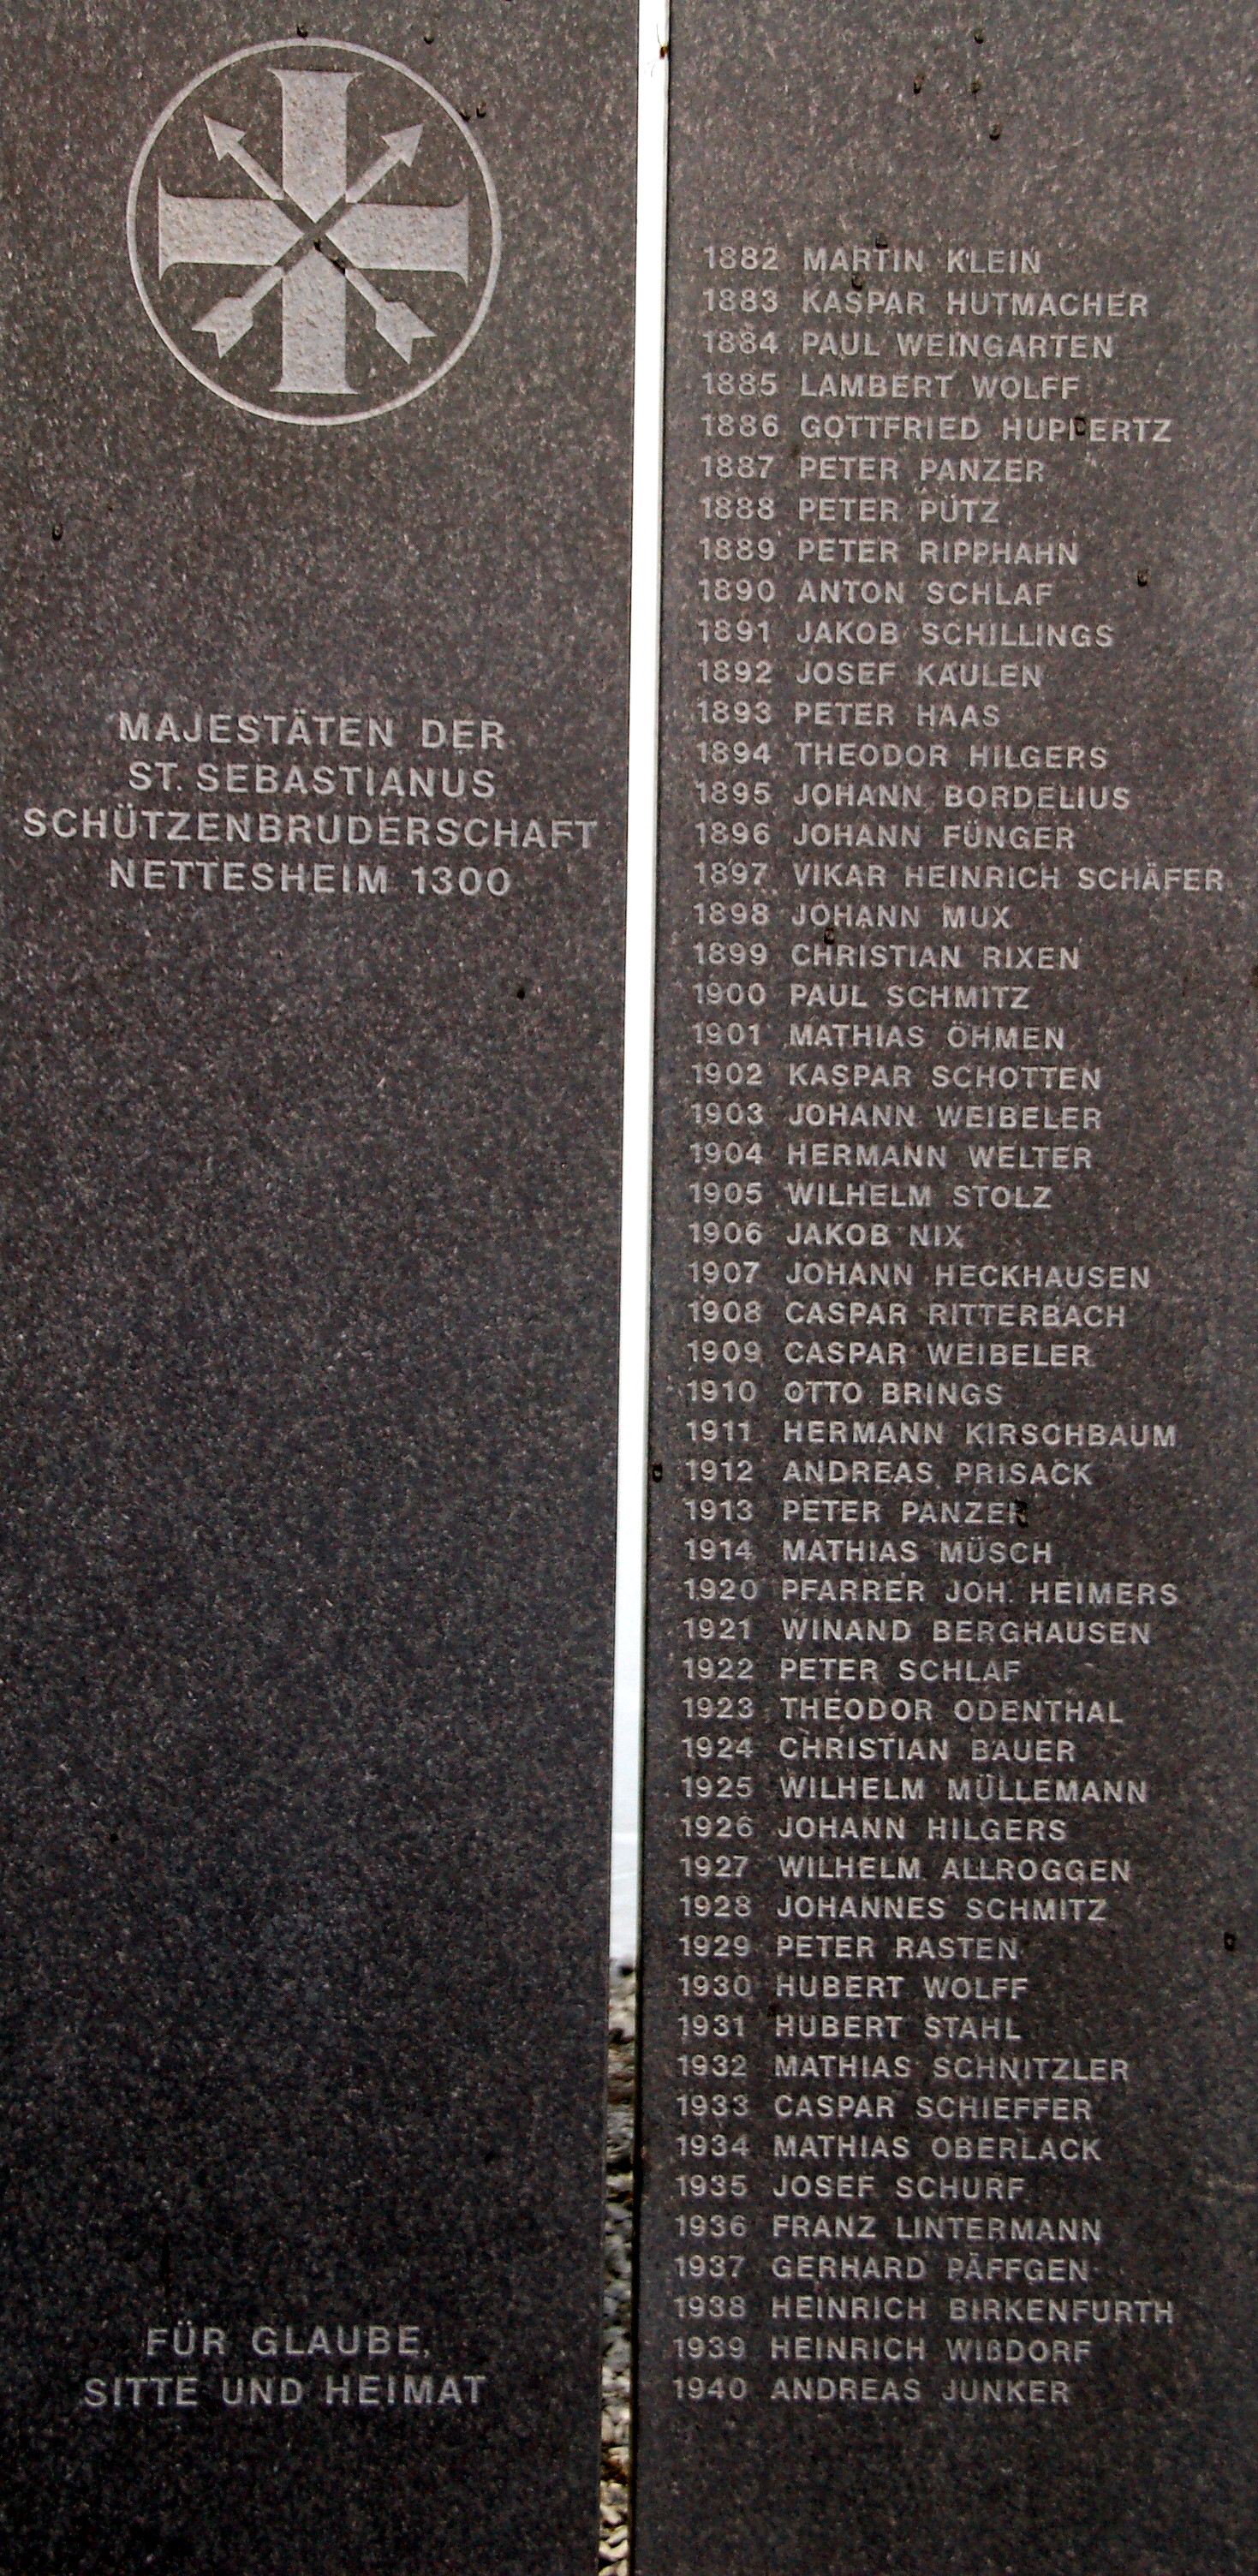 MAJESTÄTEN DER
ST. SEBASTIANUS
SCHÜTZENBRUDERSCHAFT
NETTESHEIM 1300
FÜR GLAUBE,
SITTE UND HEIMAT
1882 MARTIN KLEIN
1883 KASPAR HUTMACHER
1884 PAUL WEINGARTEN
1885 LAMBERT WOLFF
1886 GOTTFRIED HUPPERTZ
1887 PETER PANZER
1888 PETER PÜTZ
1889 PETER RIPPHAHN
1890 ANTON SCHLAF
1891 JAKOB SCHILLINGS
1892 JOSEF KAULEN
1893 PETER HAAS
1894 THEODOR HILGERS
1895 JOHANN BORDELIUS
1896 JOHANN FÜNGER
1897 VIKAR HEINRICH SCHÄFER
1898 JOHANN MUX
1899 CHRISTIAN RIXEN
1900 PAUL SCHMITZ
1901 MATHIAS ÖHMEN
1902 KASPAR SCHOTTEN
1903 JOHANN WEIBELER
1904 HERMANN WELTER
1905 WILHELM STOLZ
1906 JAKOB NIX
1907 JOHANN HECKHAUSEN
1908 CASPAR RITTERBACH
1909 CASPAR WEIBELER
1910 OTTO BRINGS
1911 HERMANN KIRSCHBAUM
1912 ANDREAS PRISACK
1913 PETER PANZER
1914 MATHIAS MÜSCH
1920 PFARRER JOH. HEIMERS
1921 WINAND BERGHAUSEN
1922 PETER SCHLAF
1923 THEODOR ODENTHAL
1924 CHRISTIAN BAUER
1925 WILHELM MÜLLEMANN
1926 JOHANN HILGERS
1927 WILHELM ALLROGGEN
1928 JOHANNES SCHMITZ
1929 PETER RASTEN
1930 HUBERT WOLFF
1931 HUBERT STAHL
1932 MATHIAS SCHNITZLER
1933 CASPAR SCHIEFFER
1934 MATHIAS OBERLACK
1935 JOSEF SCHURF
1936 FRANZ LINTERMANN
1937 GERHARD PÄFFGEN
1938 HEINRICH BIRKENFURTH
1939 HEINRICH WIßDORF
1940 ANDREAS JUNKER